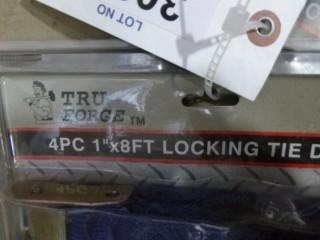 LOT NO
TRU
FORGE TM
4PC 1"x8FT LOCKING TIE D